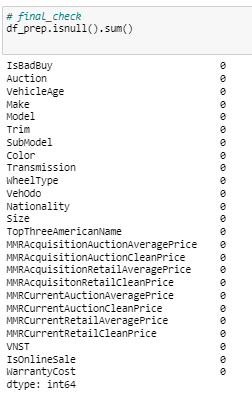 # final_check
df_prep.isnull().sum()
IsBadBuy 0
Auction 0
VehicleAge 0
Make 0
Model 0
Trim 0
SubModel 0
Color 0
Transmission 0
WheelType 0
VehOdo 0
Nationality 0
Size 0
TopThreeAmericanName 0
MMRAcquisitionAuctionAveragePrice 0
MMRAcquisitionAuctionCleanPrice 0
MMRAcquisitionRetailAveragePrice 0
MMRAcquisitonRetailCleanPrice 0
MMRCurrentAuctionAveragePrice 0
MMRCurrentAuctionCleanPrice 0
MMRCurrentRetailAveragePrice 0
MMRCurrentRetailCleanPrice 0
VNST 0
IsOnlineSale 0
WarrantyCost 0
dtype: int64